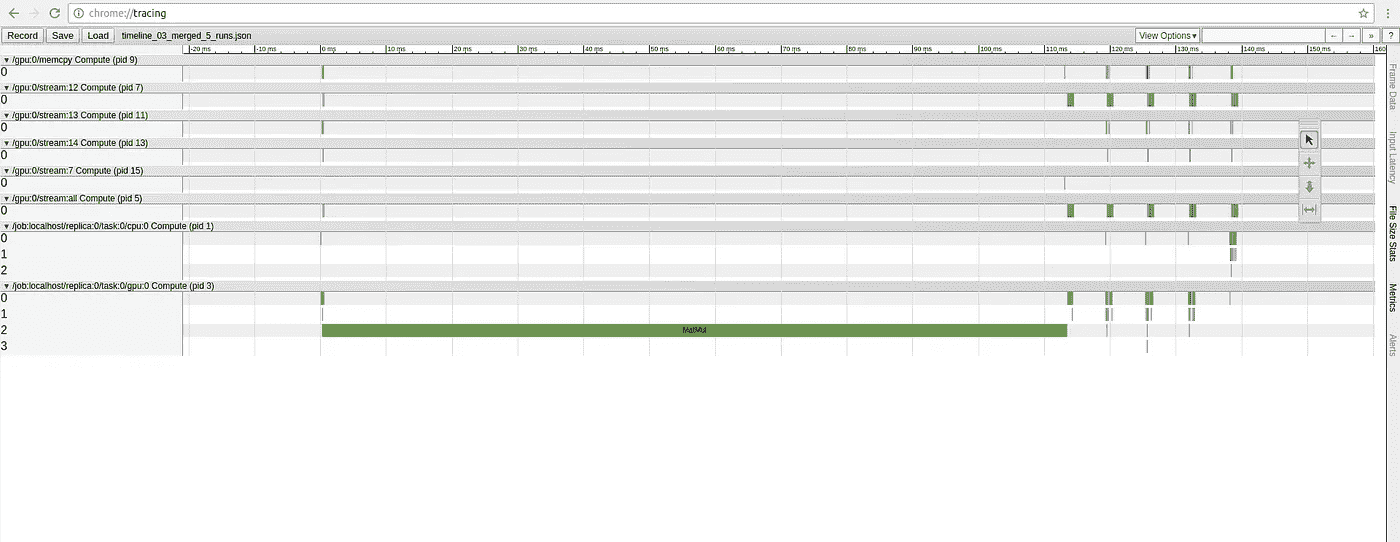 chrome://tracing
Record Save Load timeline_03_merged_5_runs.json View Options▾ ← → » ?
-20 ms -10 ms 0 ms 10 ms 20 ms 30 ms 40 ms 50 ms 60 ms 70 ms 80 ms 90 ms 100 ms 110 ms 120 ms 130 ms 140 ms 150 ms 160
▾ /gpu:0/memcpy Compute (pid 9)
0
▾ /gpu:0/stream:12 Compute (pid 7)
0
▾ /gpu:0/stream:13 Compute (pid 11)
0
▾ /gpu:0/stream:14 Compute (pid 13)
0
▾ /gpu:0/stream:7 Compute (pid 15)
0
▾ /gpu:0/stream:all Compute (pid 5)
0
▾ /job:localhost/replica:0/task:0/cpu:0 Compute (pid 1)
0
1
2
▾ /job:localhost/replica:0/task:0/gpu:0 Compute (pid 3)
0
1
2 MatMul
3
Frame Data
Input Latency
File Size Stats
Metrics
Alerts